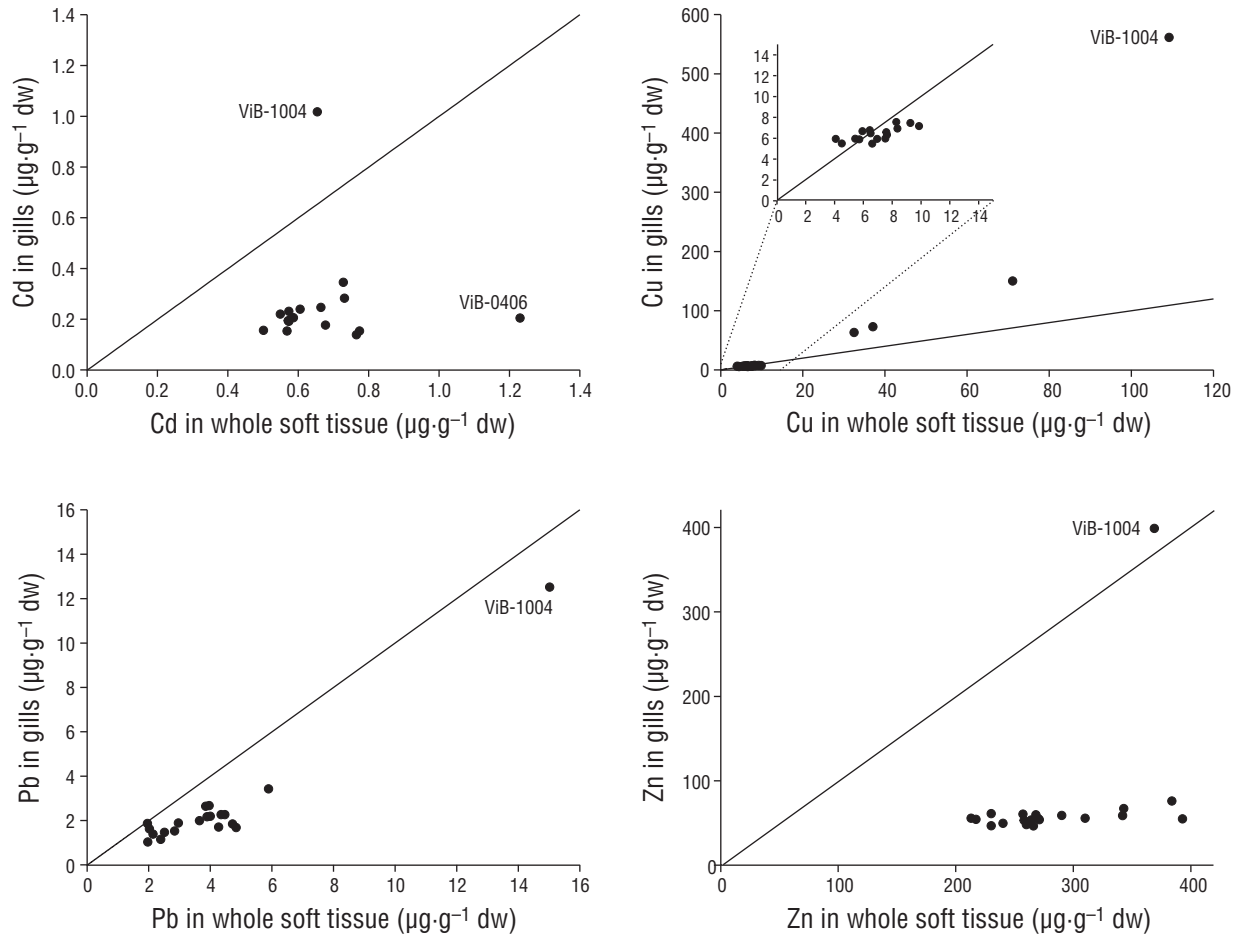 1.4
1.2
1.0
0.8
0.6
0.4
0.2
0.0
Cd in gills (µg·g–1 dw)
ViB-1004
ViB-0406
0.0 0.2 0.4 0.6 0.8 1.0 1.2 1.4
Cd in whole soft tissue (µg·g–1 dw)
600
500
400
300
200
100
0
Cu in gills (µg·g–1 dw)
ViB-1004
14
12
10
8
6
4
2
0
0 2 4 6 8 10 12 14
0 20 40 60 80 100 120
Cu in whole soft tissue (µg·g–1 dw)
16
14
12
10
8
6
4
2
0
Pb in gills (µg·g–1 dw)
ViB-1004
0 2 4 6 8 10 12 14 16
Pb in whole soft tissue (µg·g–1 dw)
400
300
200
100
0
Zn in gills (µg·g–1 dw)
ViB-1004
0 100 200 300 400
Zn in whole soft tissue (µg·g–1 dw)